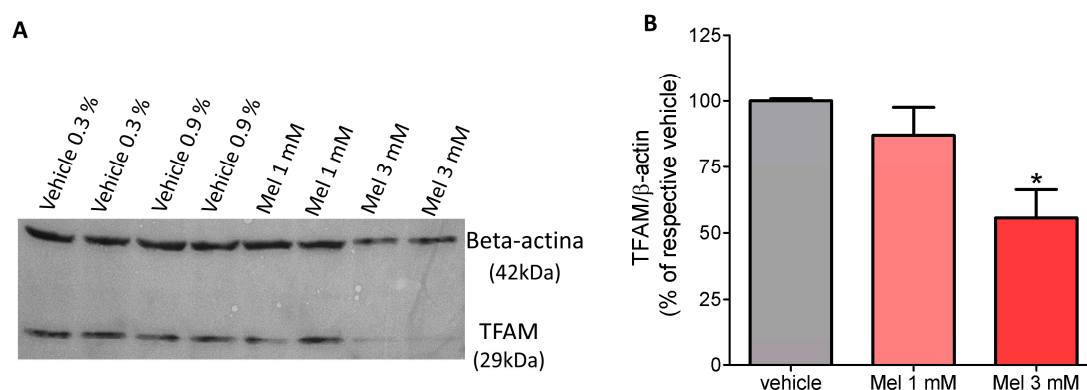 A
Vehicle 0.3 %
Vehicle 0.3 %
Vehicle 0.9 %
Vehicle 0.9 %
Mel 1 mM
Mel 1 mM
Mel 3 mM
Mel 3 mM
Beta-actina
(42kDa)
TFAM
(29kDa)
B
TFAM/β-actin
(% of respective vehicle)
125
100
75
50
25
0
*
vehicle
Mel 1 mM
Mel 3 mM